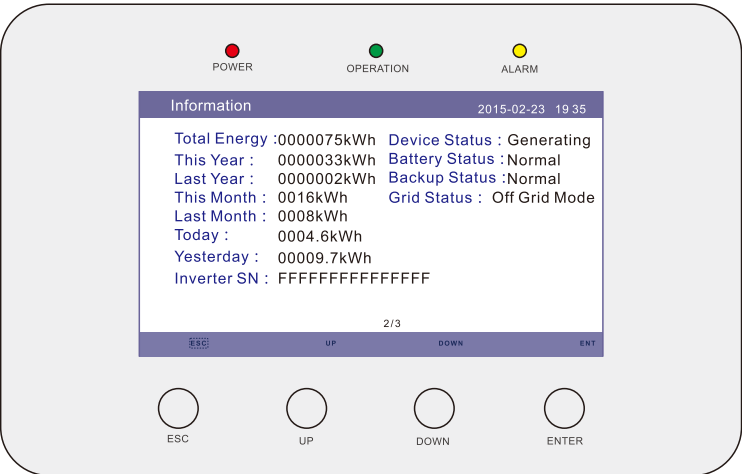 POWER OPERATION ALARM
Information 2015-02-23 19 35
Total Energy :0000075kWh Device Status : Generating
This Year : 0000033kWh Battery Status :Normal
Last Year : 0000002kWh Backup Status :Normal
This Month : 0016kWh Grid Status : Off Grid Mode
Last Month : 0008kWh
Today : 0004.6kWh
Yesterday : 00009.7kWh
Inverter SN : FFFFFFFFFFFFFFF
2/3
ESC UP DOWN ENT
ESC UP DOWN ENTER